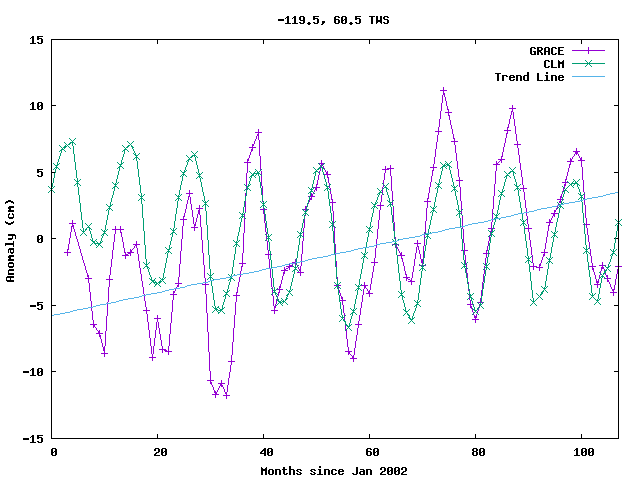 -119.5, 60.5 TWS
GRACE
CLM
Trend Line
15
10
5
0
-5
-10
-15
Anomaly (cm)
0 20 40 60 80 100
Months since Jan 2002